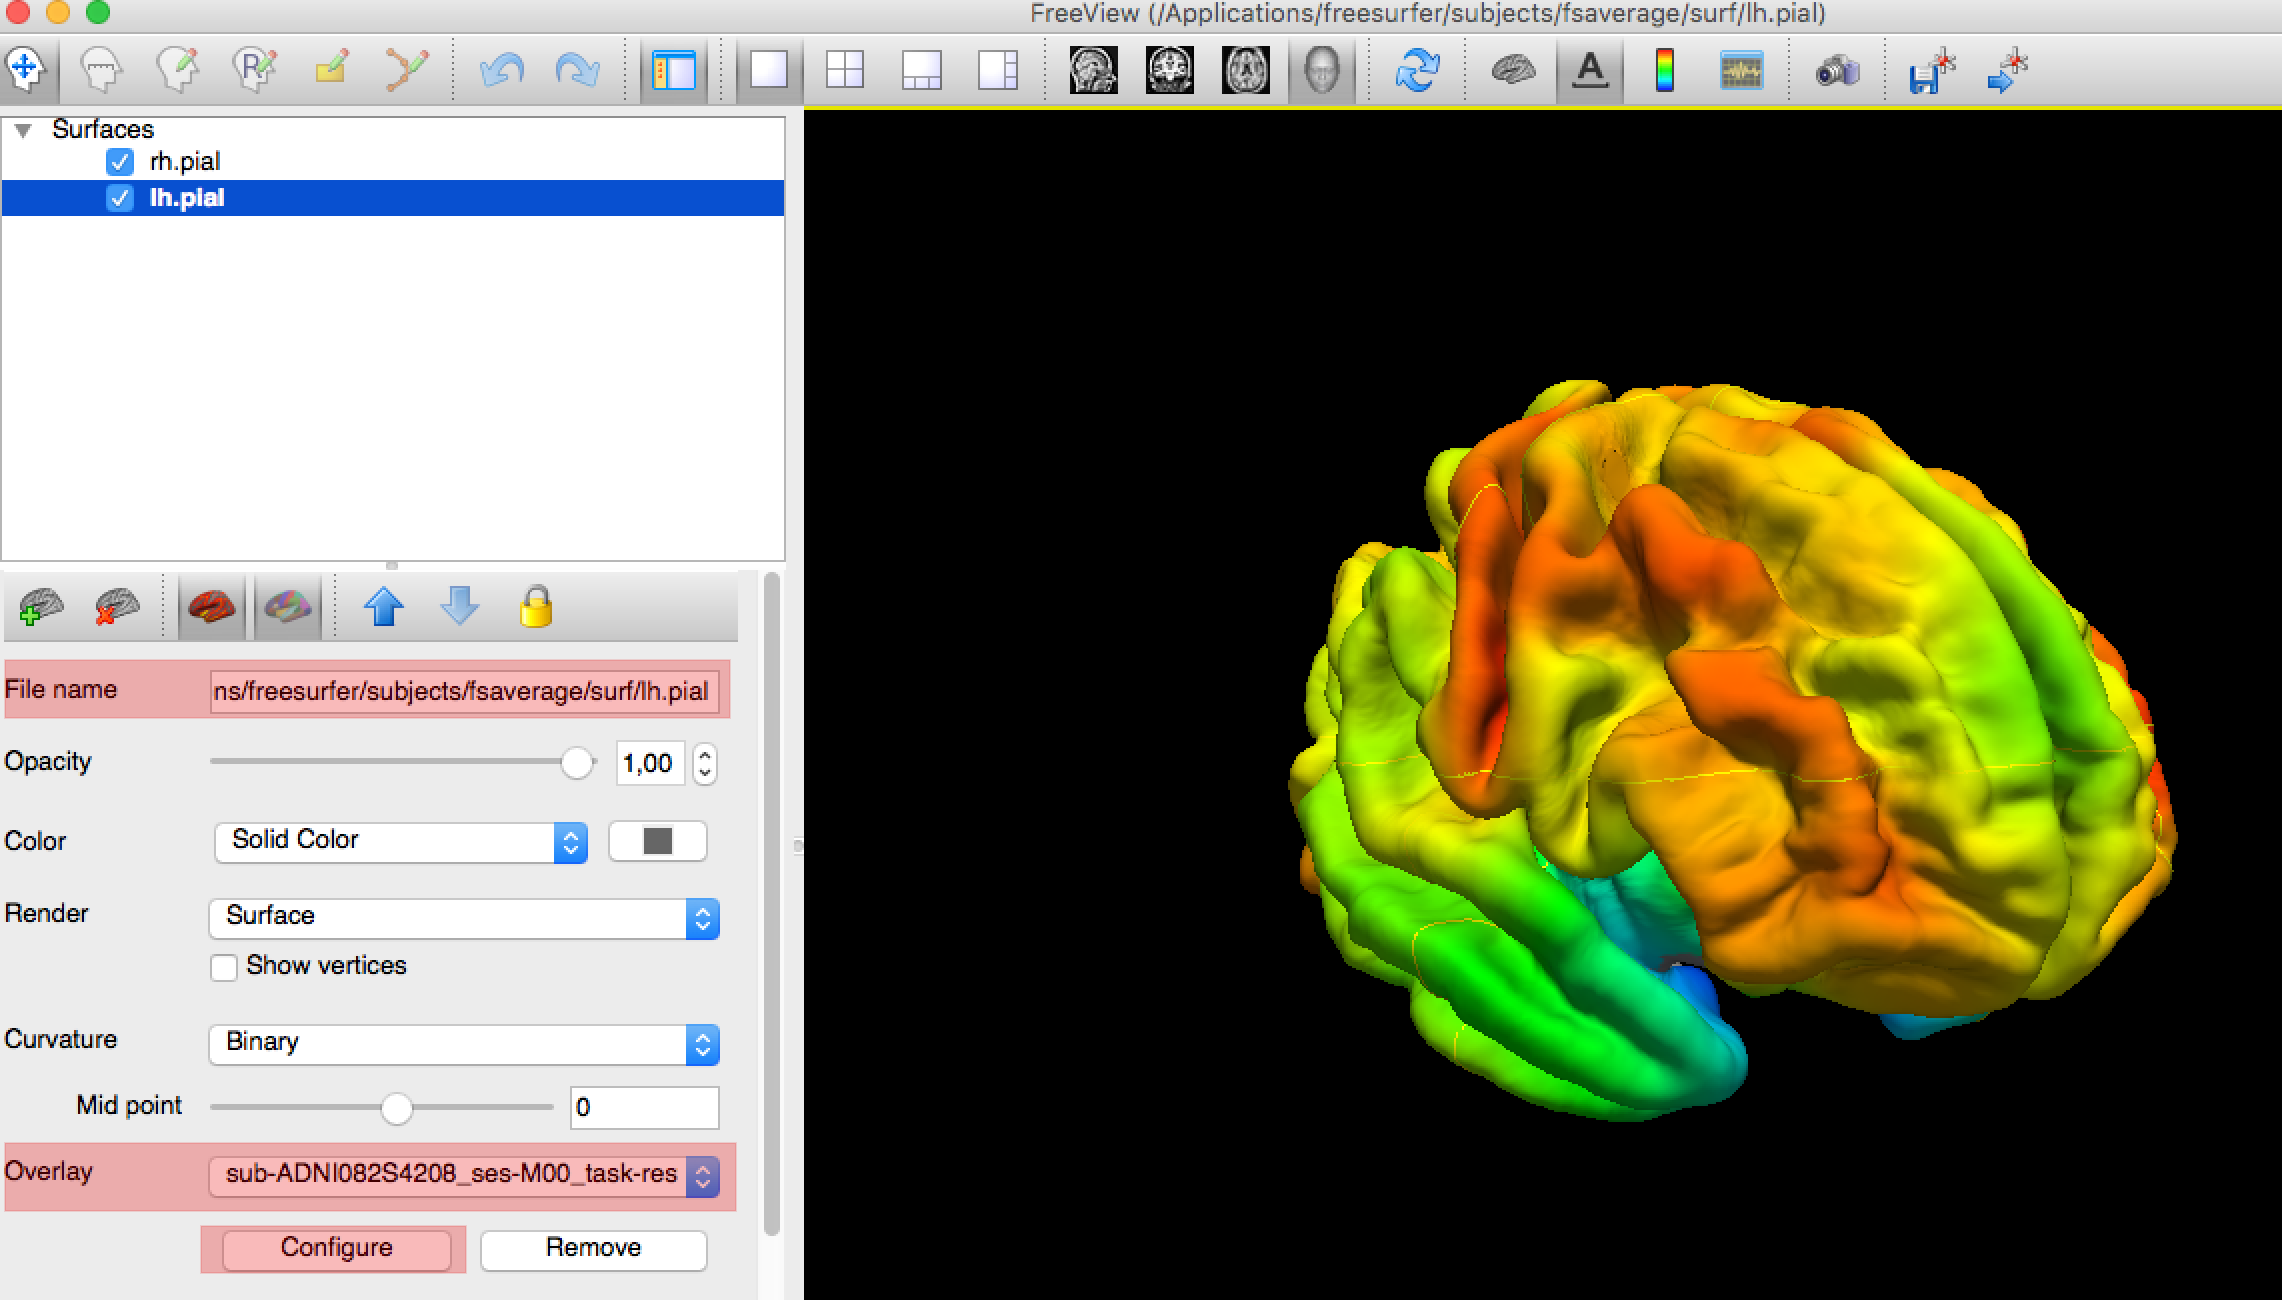 FreeView (/Applications/freesurfer/subjects/fsaverage/surf/lh.pial)
R
A
Surfaces
rh.pial
lh.pial
File name ns/freesurfer/subjects/fsaverage/surf/lh.pial
Opacity 1,00
Color Solid Color
Render Surface
Show vertices
Curvature Binary
Mid point 0
Overlay sub-ADNI082S4208_ses-M00_task-res
Configure Remove